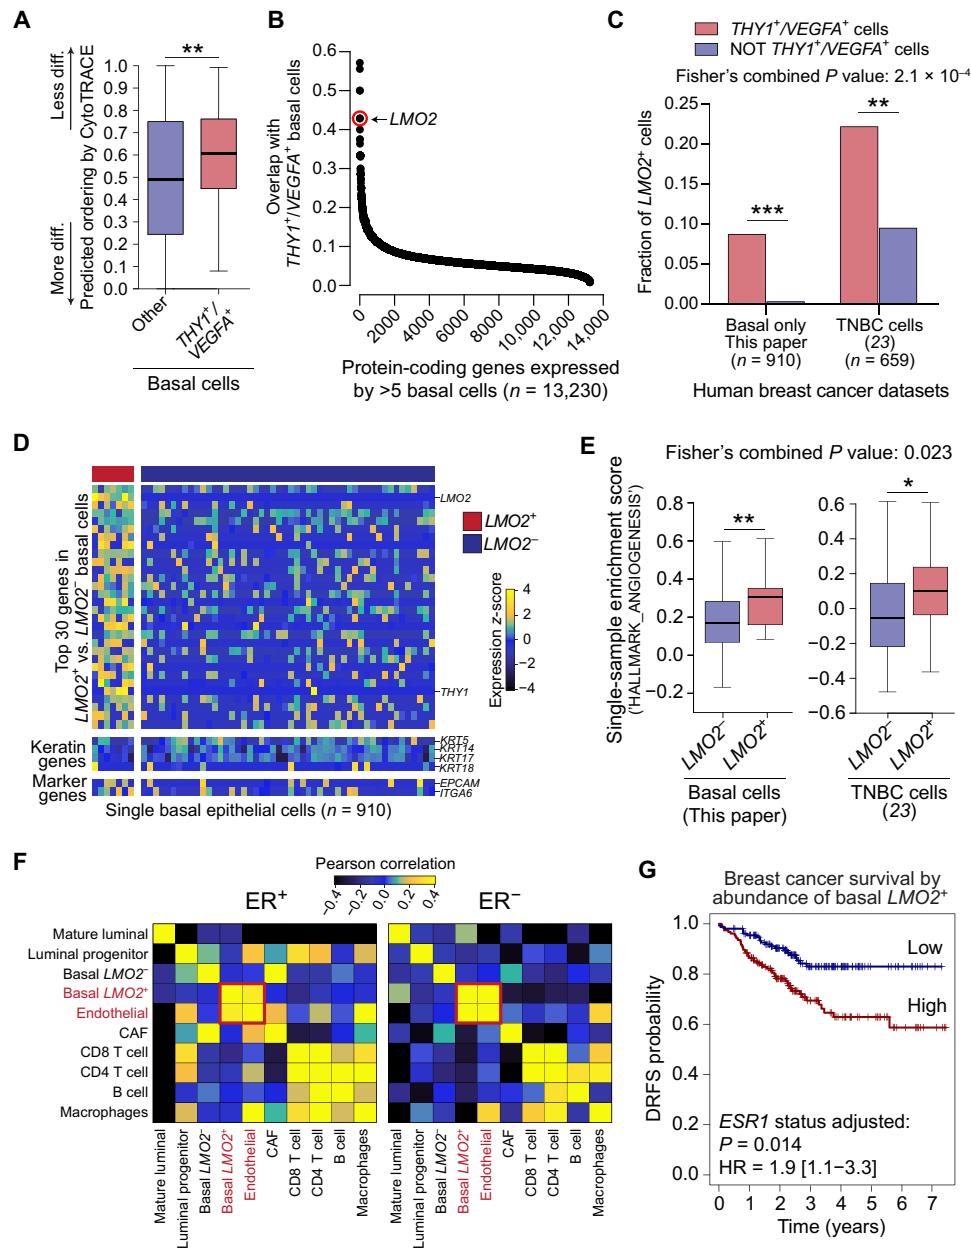 A
Less diff.
More diff.
Predicted ordering by CytoTRACE
1.0
0.9
0.8
0.7
0.6
0.5
0.4
0.3
0.2
0.1
0.0
**
Other
THY1⁺/
VEGFA⁺
Basal cells
B
Overlap with
THY1⁺/VEGFA⁺ basal cells
0.6
0.5
0.4
0.3
0.2
0.1
0.0
LMO2
0
2000
4000
6000
8000
10,000
12,000
14,000
Protein-coding genes expressed
by >5 basal cells (n = 13,230)
C
THY1⁺/VEGFA⁺ cells
NOT THY1⁺/VEGFA⁺ cells
Fisher's combined P value: 2.1 × 10⁻⁴
Fraction of LMO2⁺ cells
0.25
0.20
0.15
0.10
0.05
0.00
***
**
Basal only
This paper
(n = 910)
TNBC cells
(23)
(n = 659)
Human breast cancer datasets
D
Top 30 genes in
LMO2⁺ vs. LMO2⁻ basal cells
LMO2
THY1
Keratin
genes
KRT5
KRT14
KRT17
KRT18
Marker
genes
EPCAM
ITGA6
Single basal epithelial cells (n = 910)
LMO2⁺
LMO2⁻
Expression z-score
4
2
0
−2
−4
E
Fisher's combined P value: 0.023
Single-sample enrichment score
('HALLMARK_ANGIOGENESIS')
0.8
0.6
0.4
0.2
0.0
−0.2
**
LMO2⁻
LMO2⁺
Basal cells
(This paper)
0.6
0.4
0.2
0.0
−0.2
−0.4
−0.6
*
LMO2⁻
LMO2⁺
TNBC cells
(23)
F
Pearson correlation
−0.4
−0.2
0.0
0.2
0.4
ER⁺
ER⁻
Mature luminal
Luminal progenitor
Basal LMO2⁻
Basal LMO2⁺
Endothelial
CAF
CD8 T cell
CD4 T cell
B cell
Macrophages
Mature luminal
Luminal progenitor
Basal LMO2⁻
Basal LMO2⁺
Endothelial
CAF
CD8 T cell
CD4 T cell
B cell
Macrophages
Mature luminal
Luminal progenitor
Basal LMO2⁻
Basal LMO2⁺
Endothelial
CAF
CD8 T cell
CD4 T cell
B cell
Macrophages
G
Breast cancer survival by
abundance of basal LMO2⁺
DRFS probability
1.0
0.8
0.6
0.4
0.2
0.0
Low
High
ESR1 status adjusted:
P = 0.014
HR = 1.9 [1.1−3.3]
0
1
2
3
4
5
6
7
Time (years)